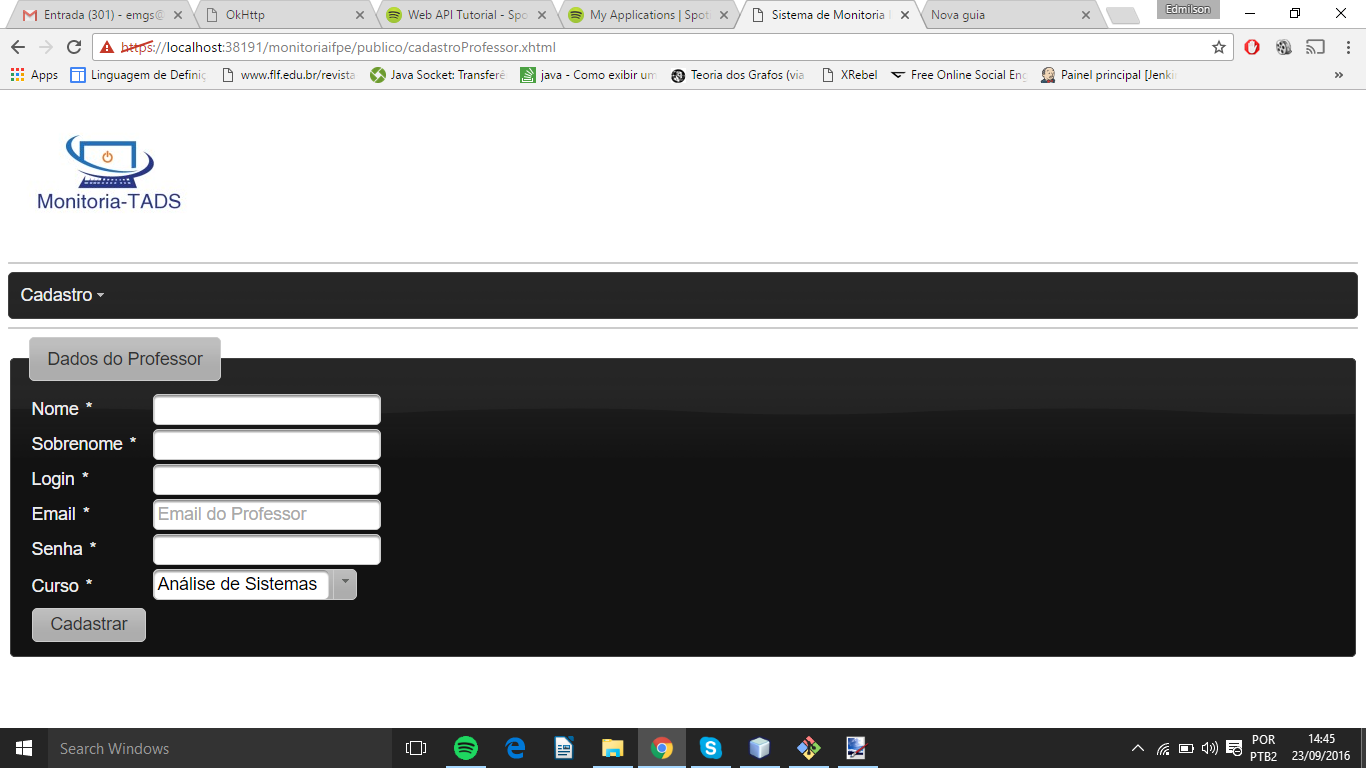 Edmilson
Entrada (301) - emgs@
OkHttp
Web API Tutorial - Spo
My Applications | Spot
Sistema de Monitoria
Nova guia
https://localhost:38191/monitoriaifpe/publico/cadastroProfessor.xhtml
Apps
Linguagem de Definiç
www.flf.edu.br/revista
Java Socket: Transferê
java - Como exibir um
Teoria dos Grafos (via
XRebel
Free Online Social Eng
Painel principal [Jenki
»
Monitoria-TADS
Cadastro
Dados do Professor
Nome *
Sobrenome *
Login *
Email * Email do Professor
Senha *
Curso * Análise de Sistemas
Cadastrar
Search Windows
POR
PTB2
14:45
23/09/2016